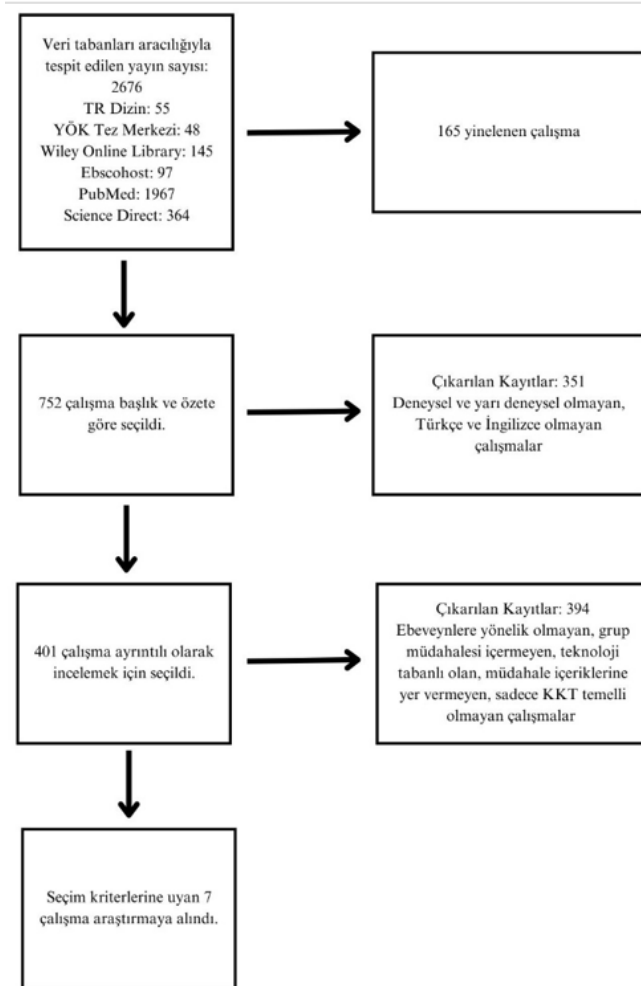 Veri tabanları aracılığıyla
tespit edilen yayın sayısı:
2676
TR Dizin: 55
YÖK Tez Merkezi: 48
Wiley Online Library: 145
Ebscohost: 97
PubMed: 1967
Science Direct: 364
165 yinelenen çalışma
752 çalışma başlık ve özete
göre seçildi.
Çıkarılan Kayıtlar: 351
Deneysel ve yarı deneysel olmayan,
Türkçe ve İngilizce olmayan
çalışmalar
401 çalışma ayrıntılı olarak
incelemek için seçildi.
Çıkarılan Kayıtlar: 394
Ebeveynlere yönelik olmayan, grup
müdahalesi içermeyen, teknoloji
tabanlı olan, müdahale içeriklerine
yer vermeyen, sadece KKT temelli
olmayan çalışmalar
Seçim kriterlerine uyan 7
çalışma araştırmaya alındı.